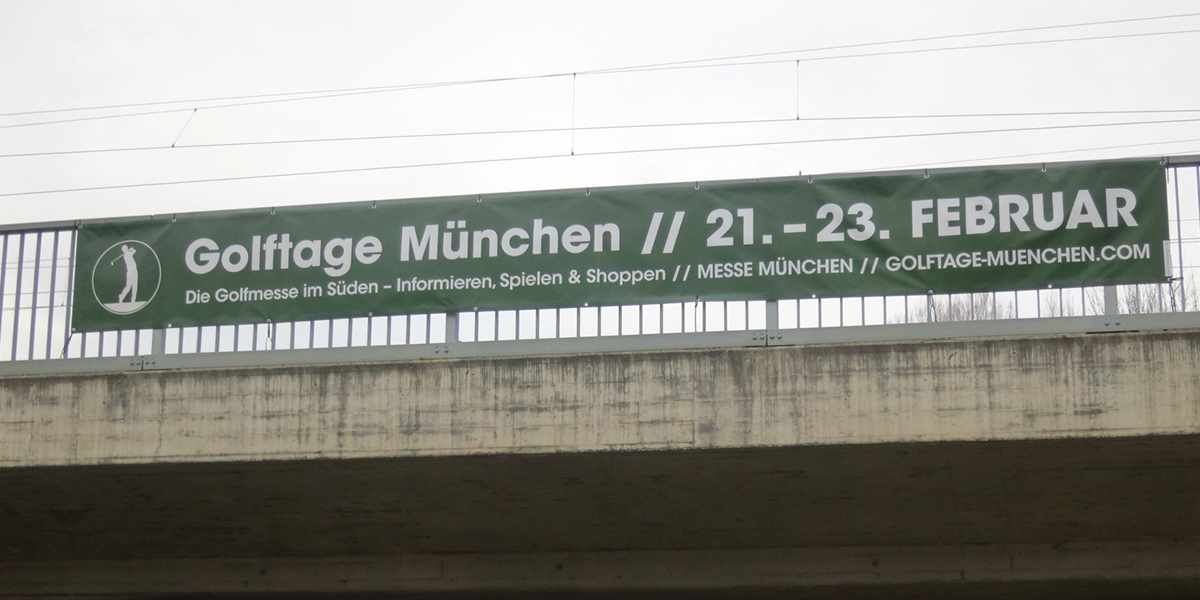 Golftage München // 21. – 23. FEBRUAR
Die Golfmesse im Süden – Informieren, Spielen & Shoppen // MESSE MÜNCHEN // GOLFTAGE-MUENCHEN.COM